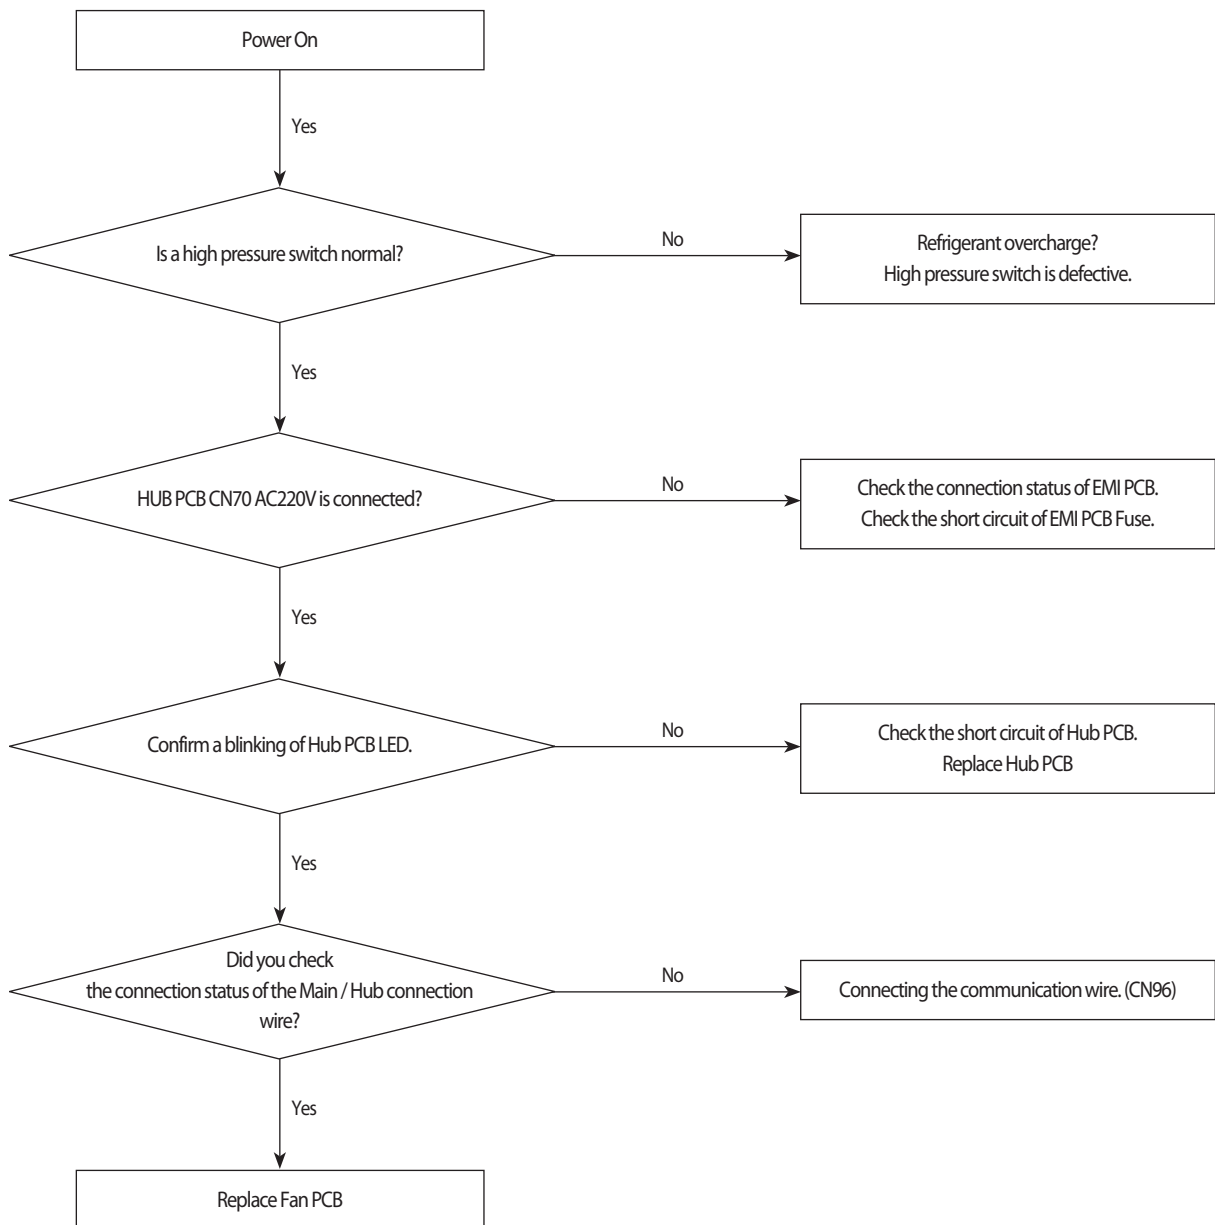 Power On
Yes
Is a high pressure switch normal?
No
Refrigerant overcharge?
High pressure switch is defective.
Yes
HUB PCB CN70 AC220V is connected?
No
Check the connection status of EMI PCB.
Check the short circuit of EMI PCB Fuse.
Yes
Confirm a blinking of Hub PCB LED.
No
Check the short circuit of Hub PCB.
Replace Hub PCB
Yes
Did you check
the connection status of the Main / Hub connection
wire?
No
Connecting the communication wire. (CN96)
Yes
Replace Fan PCB